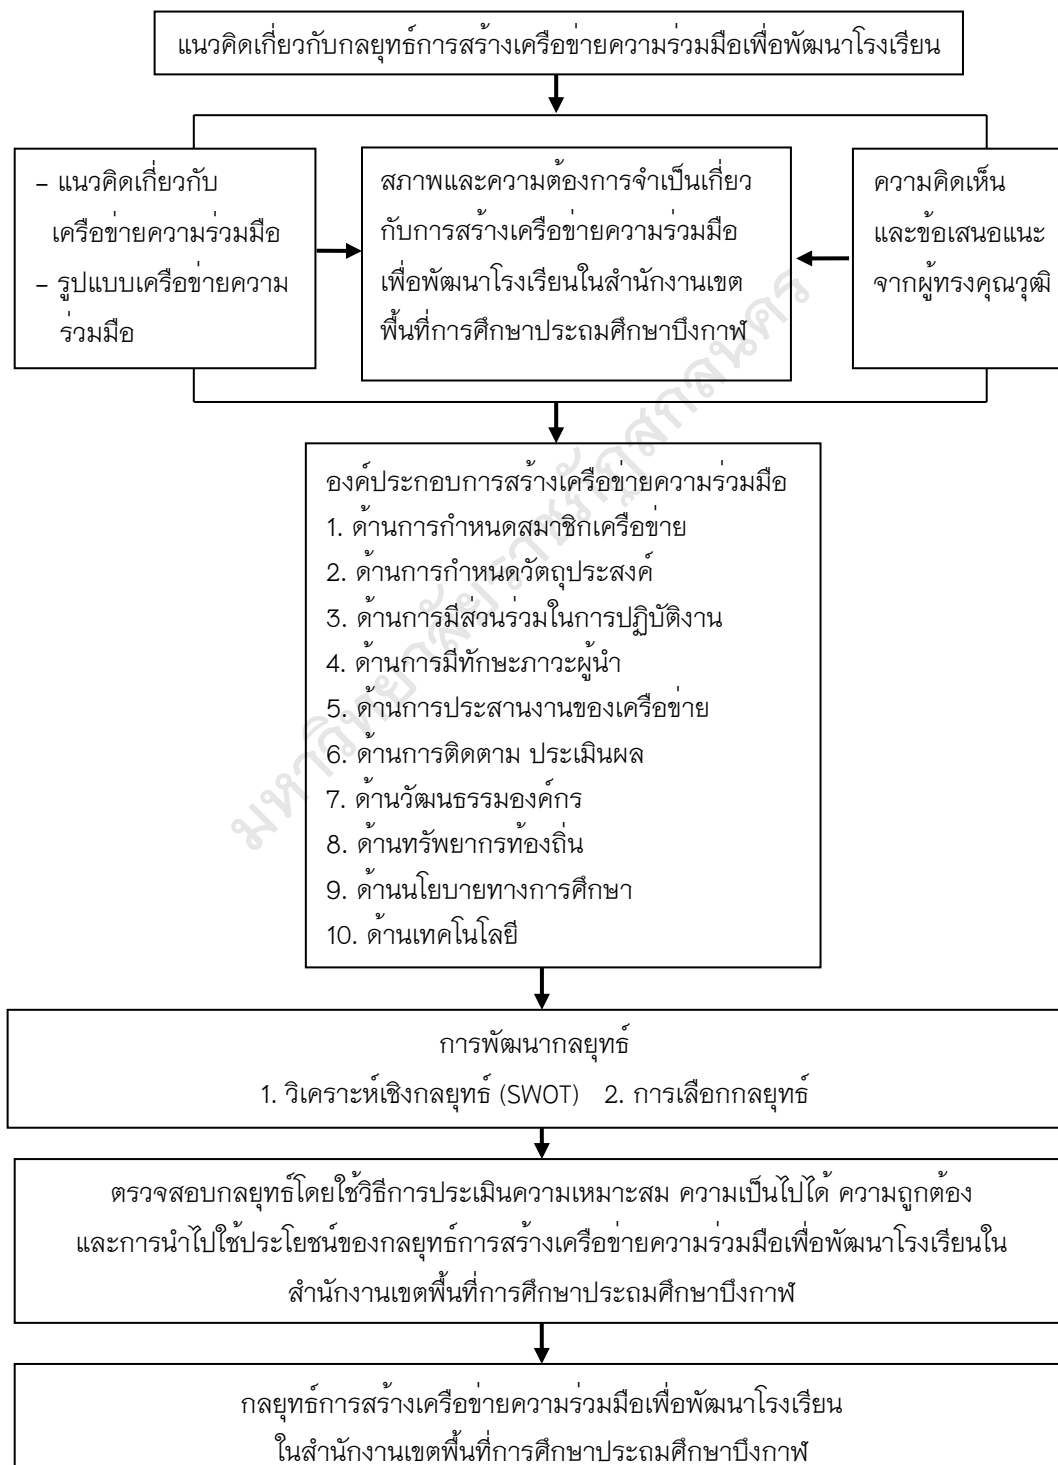 แนวคิดเกี่ยวกับกลยุทธ์การสร้างเครือข่ายความร่วมมือเพื่อพัฒนาโรงเรียน
– แนวคิดเกี่ยวกับ
เครือข่ายความร่วมมือ
– รูปแบบเครือข่ายความ
ร่วมมือ
สภาพและความต้องการจำเป็นเกี่ยว
กับการสร้างเครือข่ายความร่วมมือ
เพื่อพัฒนาโรงเรียนในสำนักงานเขต
พื้นที่การศึกษาประถมศึกษาบึงกาฬ
ความคิดเห็น
และข้อเสนอแนะ
จากผู้ทรงคุณวุฒิ
องค์ประกอบการสร้างเครือข่ายความร่วมมือ
1. ด้านการกำหนดสมาชิกเครือข่าย
2. ด้านการกำหนดวัตถุประสงค์
3. ด้านการมีส่วนร่วมในการปฏิบัติงาน
4. ด้านการมีทักษะภาวะผู้นำ
5. ด้านการประสานงานของเครือข่าย
6. ด้านการติดตาม ประเมินผล
7. ด้านวัฒนธรรมองค์กร
8. ด้านทรัพยากรท้องถิ่น
9. ด้านนโยบายทางการศึกษา
10. ด้านเทคโนโลยี
มหาวิทยาลัยราชภัฏสกลนคร
การพัฒนากลยุทธ์
1. วิเคราะห์เชิงกลยุทธ์ (SWOT) 2. การเลือกกลยุทธ์
ตรวจสอบกลยุทธ์โดยใช้วิธีการประเมินความเหมาะสม ความเป็นไปได้ ความถูกต้อง
และการนำไปใช้ประโยชน์ของกลยุทธ์การสร้างเครือข่ายความร่วมมือเพื่อพัฒนาโรงเรียนใน
สำนักงานเขตพื้นที่การศึกษาประถมศึกษาบึงกาฬ
กลยุทธ์การสร้างเครือข่ายความร่วมมือเพื่อพัฒนาโรงเรียน
ในสำนักงานเขตพื้นที่การศึกษาประถมศึกษาบึงกาฬ